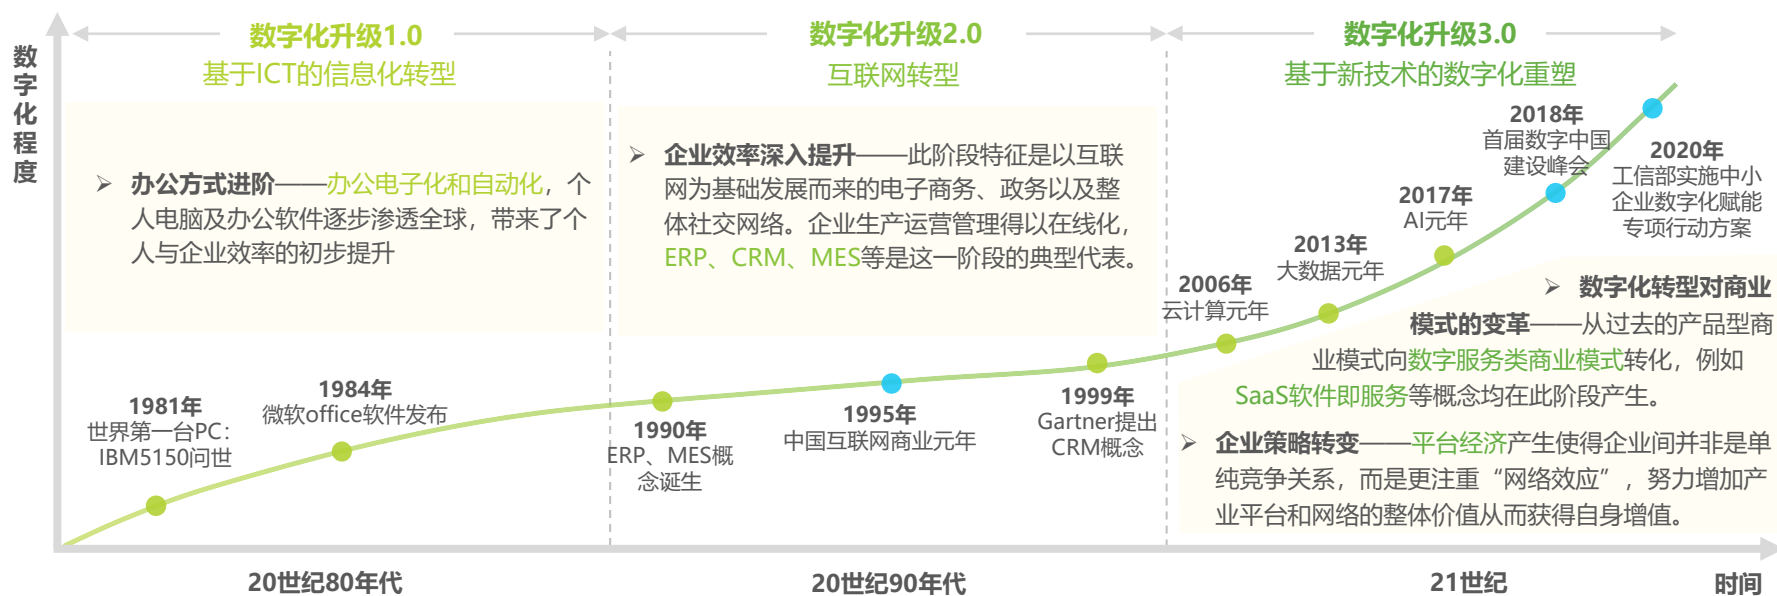 数字化程度
数字化升级1.0
基于ICT的信息化转型
➢ 办公方式进阶——办公电子化和自动化，个
人电脑及办公软件逐步渗透全球，带来了个
人与企业效率的初步提升
1981年
世界第一台PC：
IBM5150问世
1984年
微软office软件发布
20世纪80年代
数字化升级2.0
互联网转型
➢ 企业效率深入提升——此阶段特征是以互联
网为基础发展而来的电子商务、政务以及整
体社交网络。企业生产运营管理得以在线化，
ERP、CRM、MES等是这一阶段的典型代表。
1990年
ERP、MES概
念诞生
1995年
中国互联网商业元年
1999年
Gartner提出
CRM概念
20世纪90年代
数字化升级3.0
基于新技术的数字化重塑
2006年
云计算元年
2013年
大数据元年
2017年
AI元年
2018年
首届数字中国
建设峰会
2020年
工信部实施中小
企业数字化赋能
专项行动方案
➢ 数字化转型对商业
模式的变革——从过去的产品型商
业模式向数字服务类商业模式转化，例如
SaaS软件即服务等概念均在此阶段产生。
➢ 企业策略转变——平台经济产生使得企业间并非是单
纯竞争关系，而是更注重“网络效应”，努力增加产
业平台和网络的整体价值从而获得自身增值。
21世纪
时间